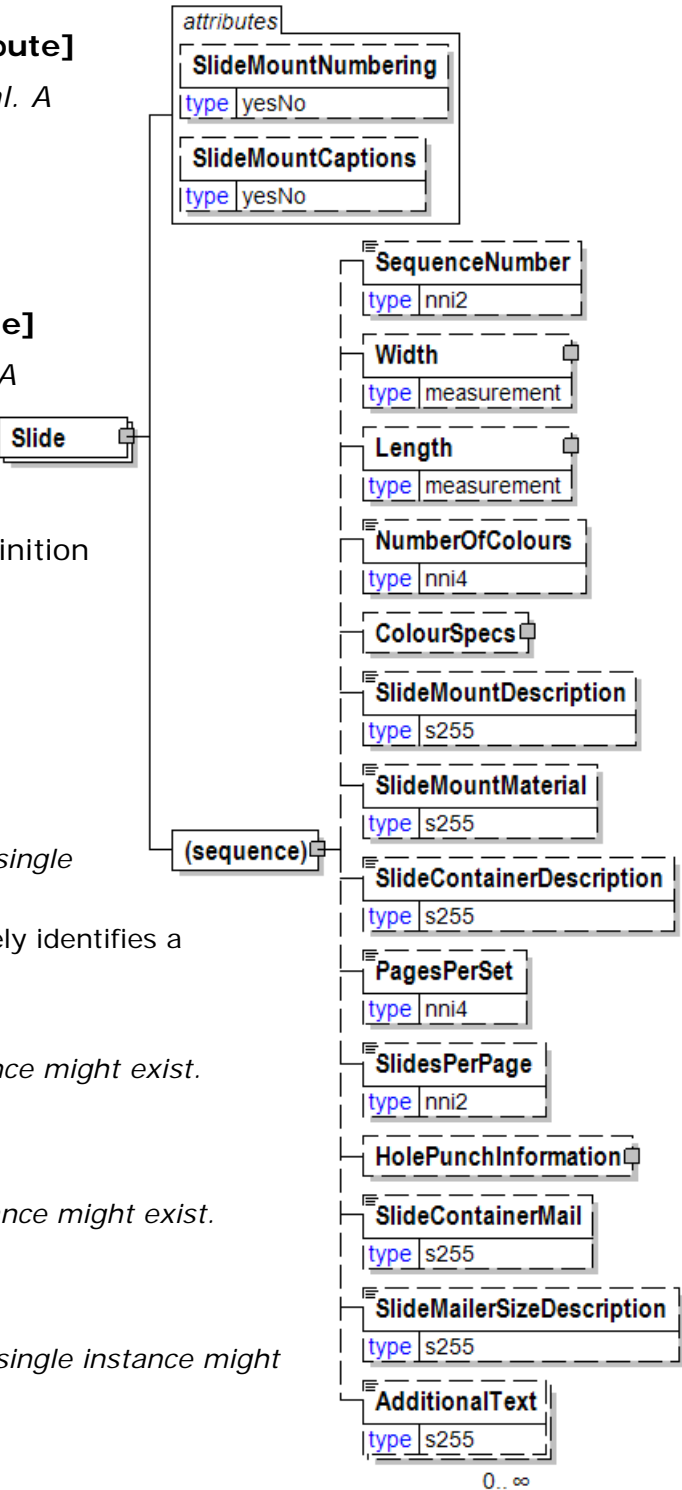 attributes
bute]
SlideMountNumbering
type yesNo
al. A
SlideMountCaptions
type yesNo
SequenceNumber
type nni2
e]
Width
type measurement
A
Slide
Length
type measurement
inition
NumberOfColours
type nni4
ColourSpecs
SlideMountDescription
type s255
SlideMountMaterial
type s255
(sequence)
single
SlideContainerDescription
type s255
ely identifies a
PagesPerSet
type nni4
nce might exist.
SlidesPerPage
type nni2
HolePunchInformation
ance might exist.
SlideContainerMail
type s255
SlideMailerSizeDescription
type s255
single instance might
AdditionalText
type s255
0.. ∞